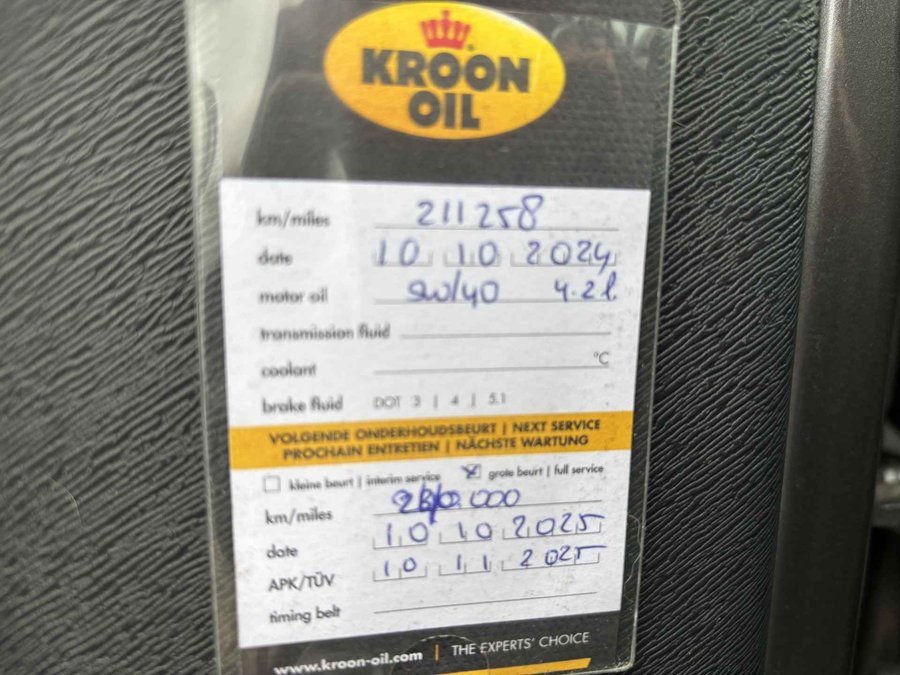 KROON
OIL
km/miles 211258
date 10 10 2024
motor oil 5W/40 4.2l
transmission fluid
coolant °C
brake fluid DOT 3 | 4 | 5.1
VOLGENDE ONDERHOUDSBEURT | NEXT SERVICE
PROCHAIN ENTRETIEN | NÄCHSTE WARTUNG
kleine beurt | interim service grote beurt | full service
km/miles
date 10 10 2025
APK/TÜV 10 11 2025
timing belt
www.kroon-oil.com | THE EXPERTS' CHOICE